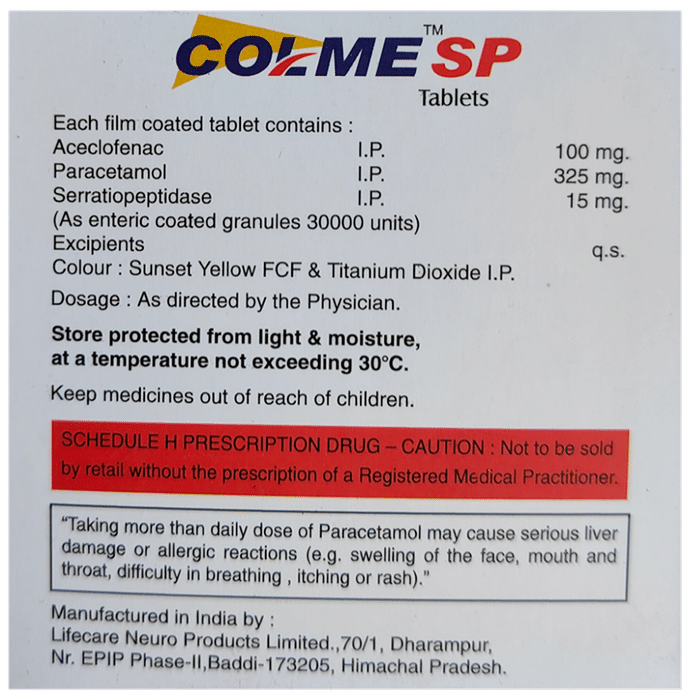 COLME™ SP
Tablets
Each film coated tablet contains :
Aceclofenac I.P. 100 mg.
Paracetamol I.P. 325 mg.
Serratiopeptidase I.P. 15 mg.
(As enteric coated granules 30000 units)
Excipients q.s.
Colour : Sunset Yellow FCF & Titanium Dioxide I.P.
Dosage : As directed by the Physician.
Store protected from light & moisture,
at a temperature not exceeding 30°C.
Keep medicines out of reach of children.
SCHEDULE H PRESCRIPTION DRUG – CAUTION : Not to be sold
by retail without the prescription of a Registered Medical Practitioner.
“Taking more than daily dose of Paracetamol may cause serious liver
damage or allergic reactions (e.g. swelling of the face, mouth and
throat, difficulty in breathing , itching or rash).”
Manufactured in India by :
Lifecare Neuro Products Limited.,70/1, Dharampur,
Nr. EPIP Phase-II,Baddi-173205, Himachal Pradesh.